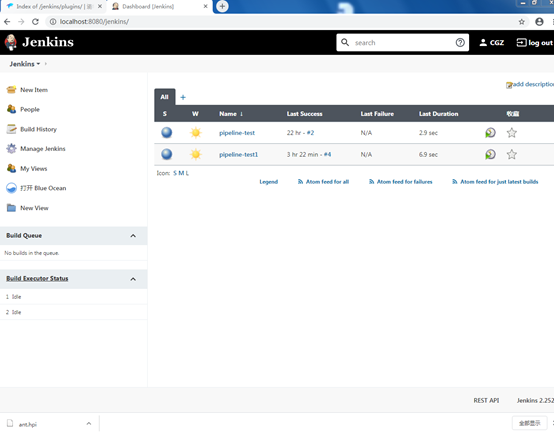 Index of /jenkins/plugins/ | 清
Dashboard [Jenkins]
localhost:8080/jenkins/
Jenkins
search
CGZ
log out
Jenkins
New Item
People
Build History
Manage Jenkins
My Views
打开 Blue Ocean
New View
Build Queue
No builds in the queue.
Build Executor Status
1 Idle
2 Idle
add description
All +
S W Name ↓ Last Success Last Failure Last Duration 收藏
pipeline-test 22 hr - #2 N/A 2.9 sec
pipeline-test1 3 hr 22 min - #4 N/A 6.9 sec
Icon: S M L
Legend Atom feed for all Atom feed for failures Atom feed for just latest builds
REST API Jenkins 2.252
ant.hpi
全部显示